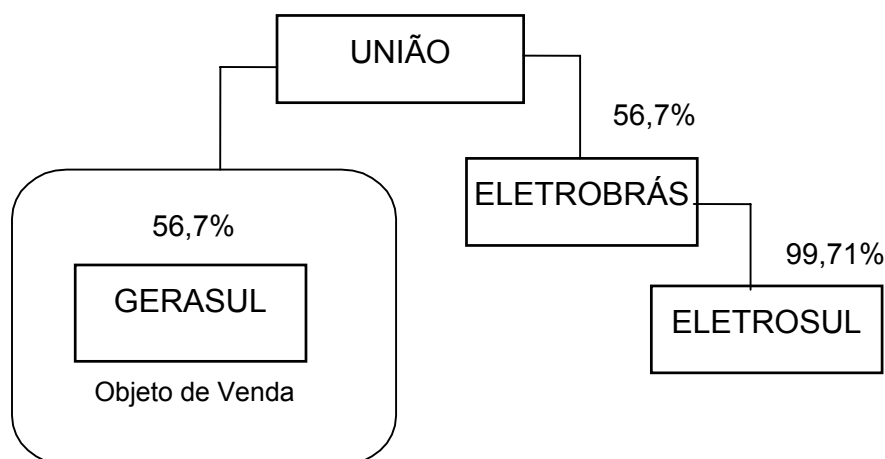 UNIÃO
56,7%
ELETROBRÁS
56,7%
99,71%
GERASUL
ELETROSUL
Objeto de Venda